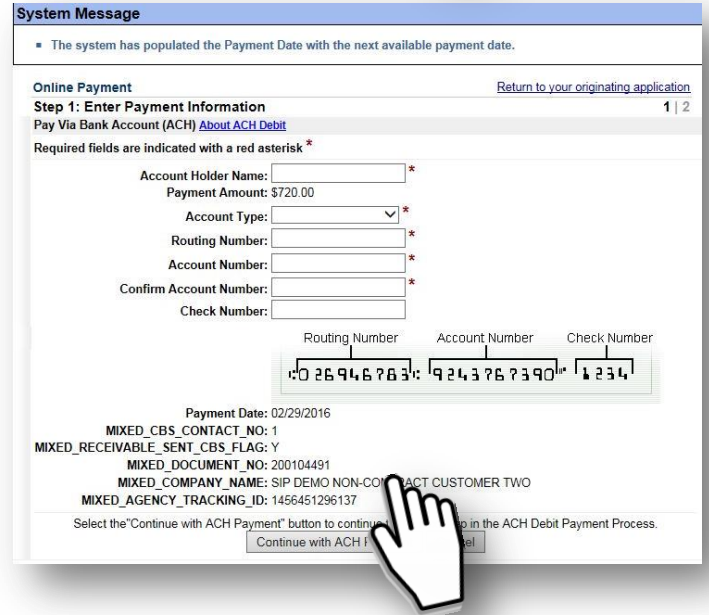 System Message
The system has populated the Payment Date with the next available payment date.
Online Payment
Return to your originating application
Step 1: Enter Payment Information
1 | 2
Pay Via Bank Account (ACH) About ACH Debit
Required fields are indicated with a red asterisk *
Account Holder Name: *
Payment Amount: $720.00
Account Type: *
Routing Number: *
Account Number: *
Confirm Account Number: *
Check Number:
Routing Number Account Number Check Number
⑆026946783⑆ 9243767390⑈ 1234
Payment Date: 02/29/2016
MIXED_CBS_CONTACT_NO: 1
MIXED_RECEIVABLE_SENT_CBS_FLAG: Y
MIXED_DOCUMENT_NO: 200104491
MIXED_COMPANY_NAME: SIP DEMO NON-CONTRACT CUSTOMER TWO
MIXED_AGENCY_TRACKING_ID: 1456451296137
Select the"Continue with ACH Payment" button to continue in the ACH Debit Payment Process.
Continue with ACH